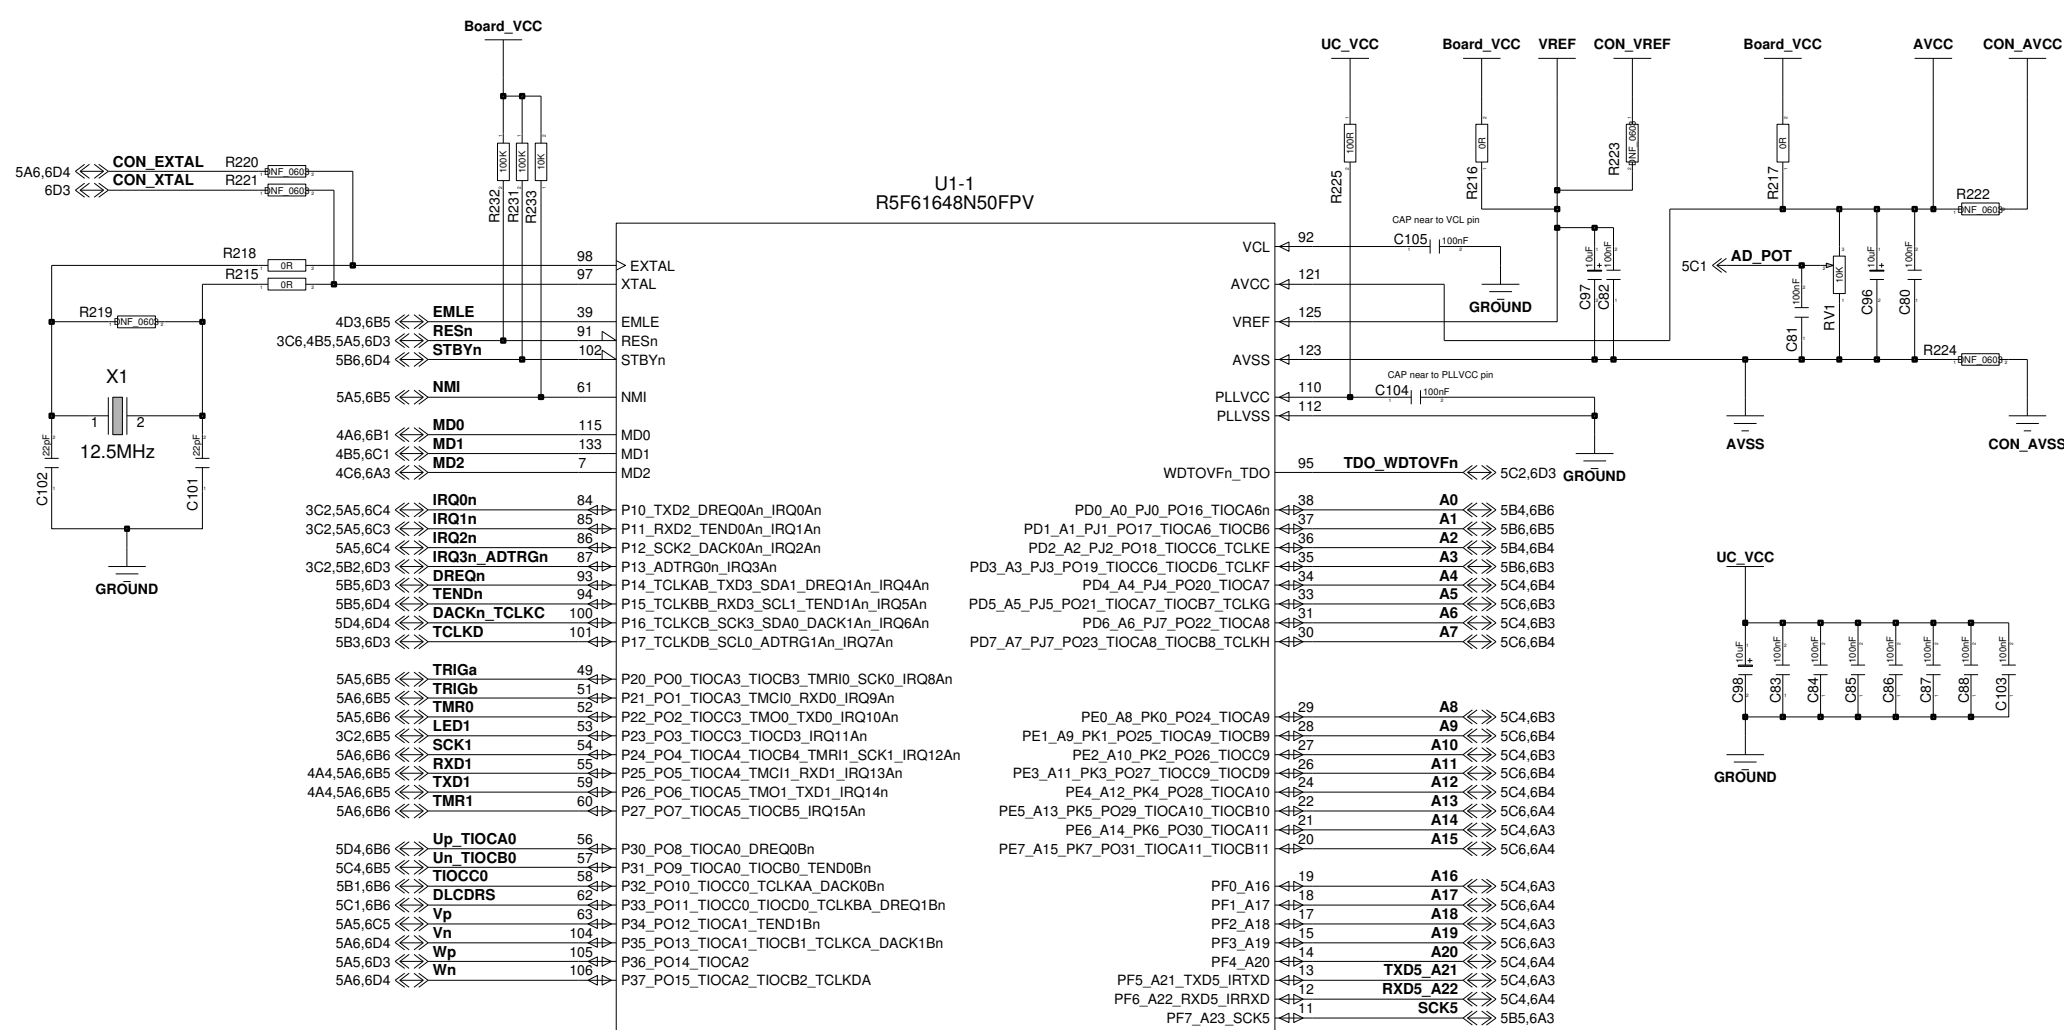 Board_VCC
UC_VCC Board_VCC VREF CON_VREF Board_VCC AVCC CON_AVCC
5A6,6D4 CON_EXTAL R220 DNF_0603
6D3 CON_XTAL R221 DNF_0603
100K 100K 10K
R232 R231 R233
100R R225
0R R216
R223 DNF_0603
0R R217
R222 DNF_0603
U1-1
R5F61648N50FPV
R218 0R
R215 0R
R219 DNF_0603
X1
1 2
12.5MHz
22pF C102
22pF C101
GROUND
98 EXTAL
97 XTAL
4D3,6B5 EMLE 39 EMLE
3C6,4B5,5A5,6D3 RESn 91 RESn
5B6,6D4 STBYn 102 STBYn
5A5,6B5 NMI 61 NMI
4A6,6B1 MD0 115 MD0
4B5,6C1 MD1 133 MD1
4C6,6A3 MD2 7 MD2
3C2,5A5,6C4 IRQ0n 84 P10_TXD2_DREQ0An_IRQ0An
3C2,5A5,6C3 IRQ1n 85 P11_RXD2_TEND0An_IRQ1An
5A5,6C4 IRQ2n 86 P12_SCK2_DACK0An_IRQ2An
3C2,5B2,6D3 IRQ3n_ADTRGn 87 P13_ADTRG0n_IRQ3An
5B5,6D3 DREQn 93 P14_TCLKAB_TXD3_SDA1_DREQ1An_IRQ4An
5B5,6D4 TENDn 94 P15_TCLKBB_RXD3_SCL1_TEND1An_IRQ5An
5D4,6D4 DACKn_TCLKC 100 P16_TCLKCB_SCK3_SDA0_DACK1An_IRQ6An
5B3,6D3 TCLKD 101 P17_TCLKDB_SCL0_ADTRG1An_IRQ7An
5A5,6B5 TRIGa 49 P20_PO0_TIOCA3_TIOCB3_TMRI0_SCK0_IRQ8An
5A6,6B5 TRIGb 51 P21_PO1_TIOCA3_TMCI0_RXD0_IRQ9An
5A5,6B6 TMR0 52 P22_PO2_TIOCC3_TMO0_TXD0_IRQ10An
3C2,6B5 LED1 53 P23_PO3_TIOCC3_TIOCD3_IRQ11An
5A6,6B6 SCK1 54 P24_PO4_TIOCA4_TIOCB4_TMRI1_SCK1_IRQ12An
4A4,5A6,6B5 RXD1 55 P25_PO5_TIOCA4_TMCI1_RXD1_IRQ13An
4A4,5A6,6B5 TXD1 59 P26_PO6_TIOCA5_TMO1_TXD1_IRQ14n
5A6,6B6 TMR1 60 P27_PO7_TIOCA5_TIOCB5_IRQ15An
5D4,6B6 Up_TIOCA0 56 P30_PO8_TIOCA0_DREQ0Bn
5C4,6B5 Un_TIOCB0 57 P31_PO9_TIOCA0_TIOCB0_TEND0Bn
5B1,6B6 TIOCC0 58 P32_PO10_TIOCC0_TCLKAA_DACK0Bn
5C1,6B6 DLCDRS 62 P33_PO11_TIOCC0_TIOCD0_TCLKBA_DREQ1Bn
5A5,6C5 Vp 63 P34_PO12_TIOCA1_TEND1Bn
5A6,6D4 Vn 104 P35_PO13_TIOCA1_TIOCB1_TCLKCA_DACK1Bn
5A5,6D3 Wp 105 P36_PO14_TIOCA2
5A6,6D4 Wn 106 P37_PO15_TIOCA2_TIOCB2_TCLKDA
CAP near to VCL pin
VCL 92 C105 100nF
GROUND
AVCC 121
VREF 125
AVSS 123
CAP near to PLLVCC pin
PLLVCC 110 C104 100nF
PLLVSS 112
GROUND
WDTOVFn_TDO 95 TDO_WDTOVFn 5C2,6D3
PD0_A0_PJ0_PO16_TIOCA6n 38 A0 5B4,6B6
PD1_A1_PJ1_PO17_TIOCA6_TIOCB6 37 A1 5B6,6B5
PD2_A2_PJ2_PO18_TIOCC6_TCLKE 36 A2 5B4,6B4
PD3_A3_PJ3_PO19_TIOCC6_TIOCD6_TCLKF 35 A3 5B6,6B3
PD4_A4_PJ4_PO20_TIOCA7 34 A4 5C4,6B4
PD5_A5_PJ5_PO21_TIOCA7_TIOCB7_TCLKG 33 A5 5C6,6B3
PD6_A6_PJ7_PO22_TIOCA8 31 A6 5C4,6B3
PD7_A7_PJ7_PO23_TIOCA8_TIOCB8_TCLKH 30 A7 5C6,6B4
PE0_A8_PK0_PO24_TIOCA9 29 A8 5C4,6B3
PE1_A9_PK1_PO25_TIOCA9_TIOCB9 28 A9 5C6,6B4
PE2_A10_PK2_PO26_TIOCC9 27 A10 5C4,6B3
PE3_A11_PK3_PO27_TIOCC9_TIOCD9 26 A11 5C6,6B4
PE4_A12_PK4_PO28_TIOCA10 24 A12 5C4,6B4
PE5_A13_PK5_PO29_TIOCA10_TIOCB10 22 A13 5C6,6A4
PE6_A14_PK6_PO30_TIOCA11 21 A14 5C4,6A3
PE7_A15_PK7_PO31_TIOCA11_TIOCB11 20 A15 5C6,6A4
PF0_A16 19 A16 5C4,6A3
PF1_A17 18 A17 5C6,6A4
PF2_A18 17 A18 5C4,6A3
PF3_A19 15 A19 5C6,6A3
PF4_A20 14 A20 5C4,6A4
PF5_A21_TXD5_IRTXD 13 TXD5_A21 5C4,6A3
PF6_A22_RXD5_IRRXD 12 RXD5_A22 5C4,6A4
PF7_A23_SCK5 11 SCK5 5B5,6A3
10uF C97
100nF C82
5C1 AD_POT
100nF C81
10K RV1
10uF C96
100nF C80
R224 DNF_0603
AVSS
CON_AVSS
UC_VCC
10uF 100nF 100nF 100nF 100nF 100nF 100nF 100nF
C98 C83 C84 C85 C86 C87 C88 C103
GROUND